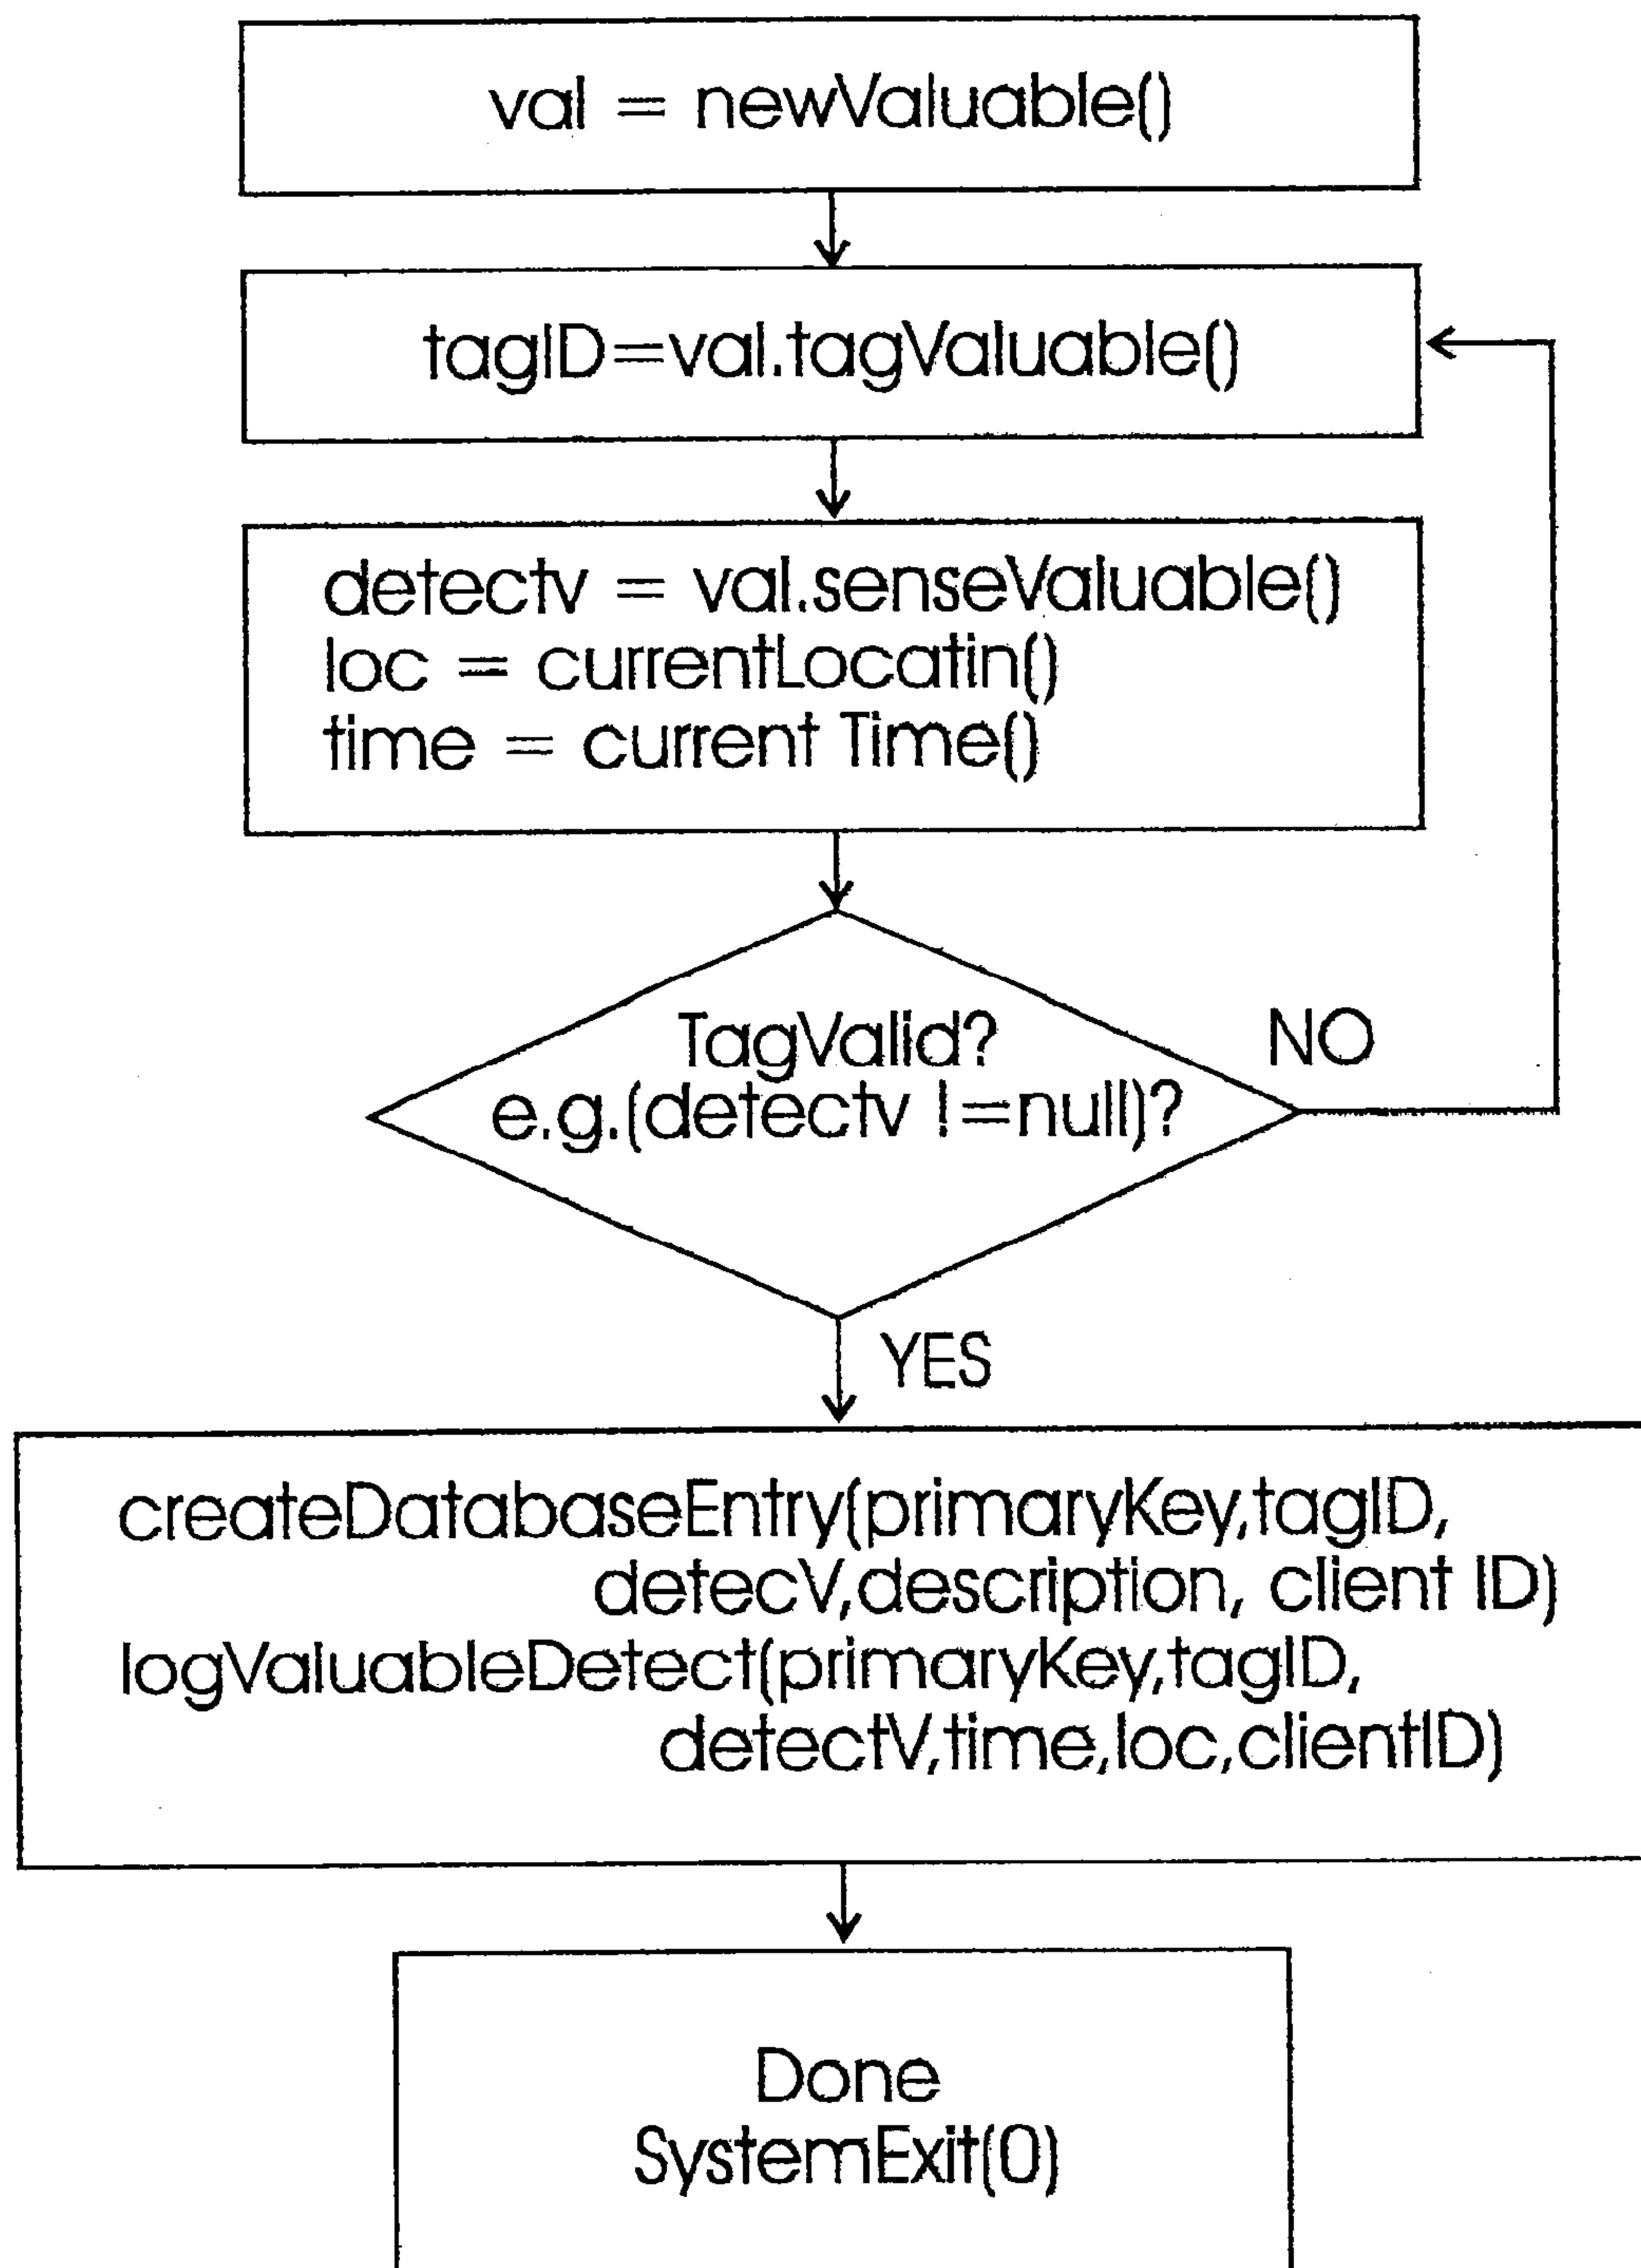 val = newValuable()
tagID=val.tagValuable()
detectv = val.senseValuable()
loc = currentLocatin()
time = current Time()
TagValid?
e.g.(detectv !=null)?
NO
YES
createDatabaseEntry(primaryKey,tagID,
detecV,description, client ID)
logValuableDetect(primaryKey,tagID,
detectV,time,loc,clientID)
Done
SystemExit(0)